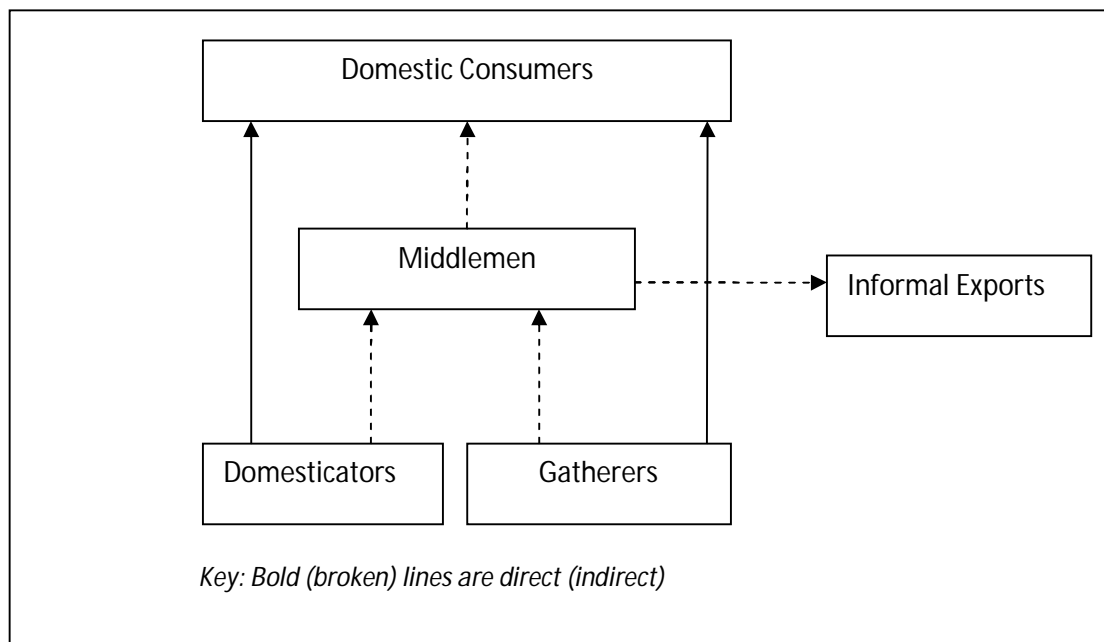 Domestic Consumers
Middlemen
Informal Exports
Domesticators
Gatherers
Key: Bold (broken) lines are direct (indirect)